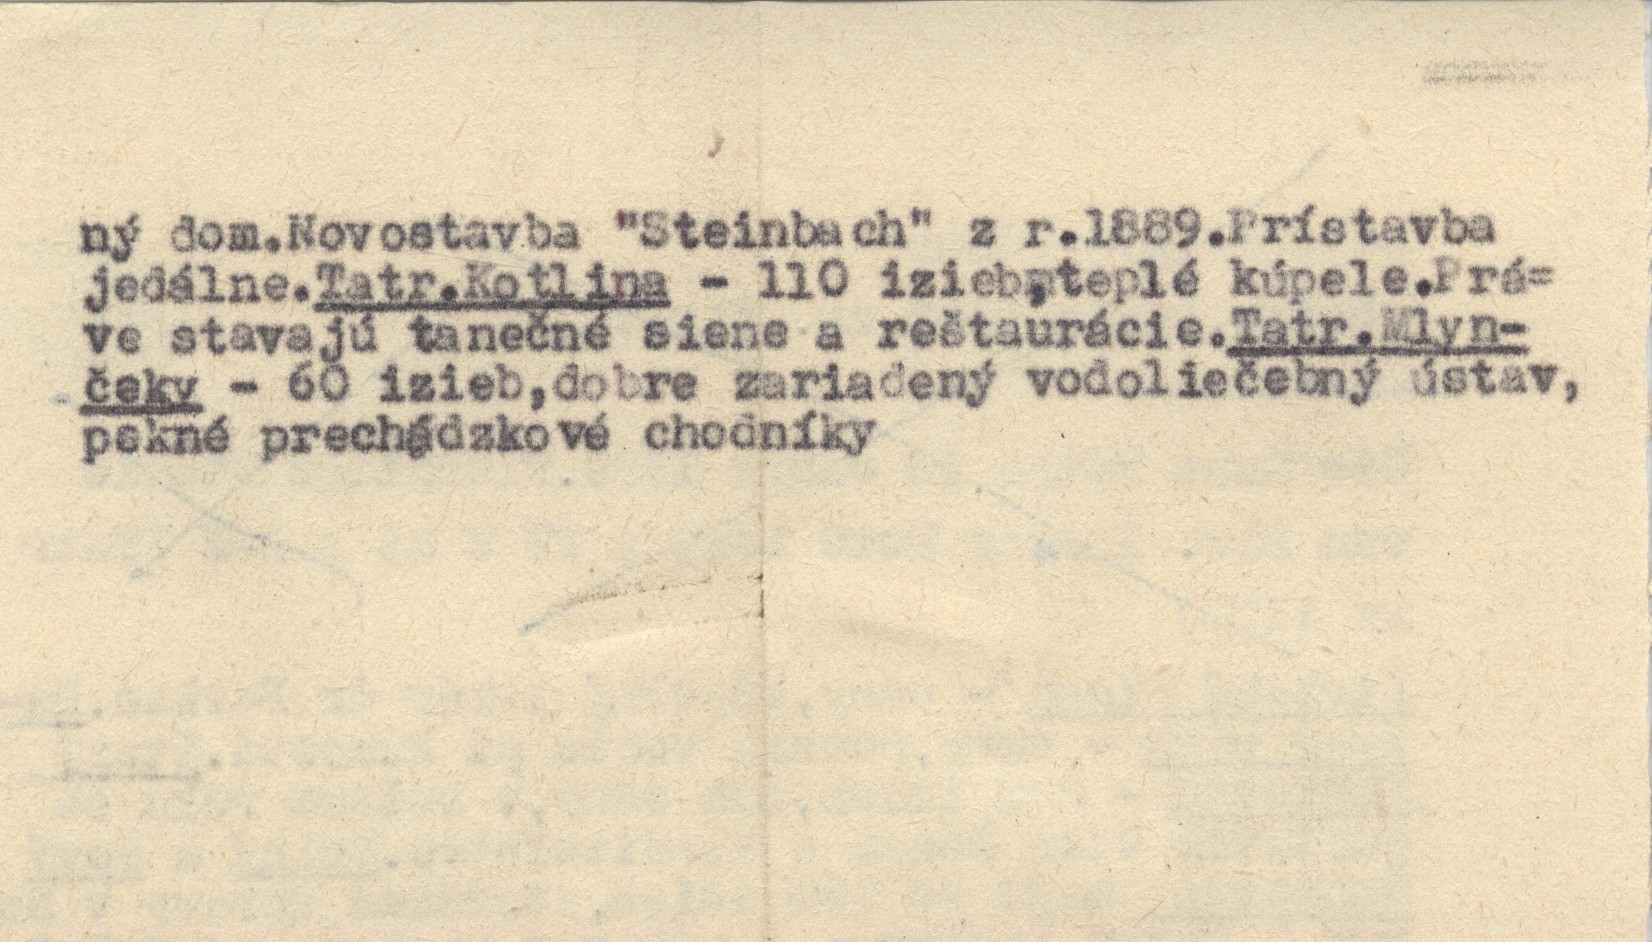 ný dom.Novostavba "Steinbach" z r.1889.Prístavba
jedálne.Tatr.Kotlina - 110 izieb,teplé kúpele.Prá=
ve stavajú tanečné siene a reštaurácie.Tatr.Mlyn-
čeky - 60 izieb,dobre zariadený vodoliečebný ústav,
pekné prechádzkové chodníky